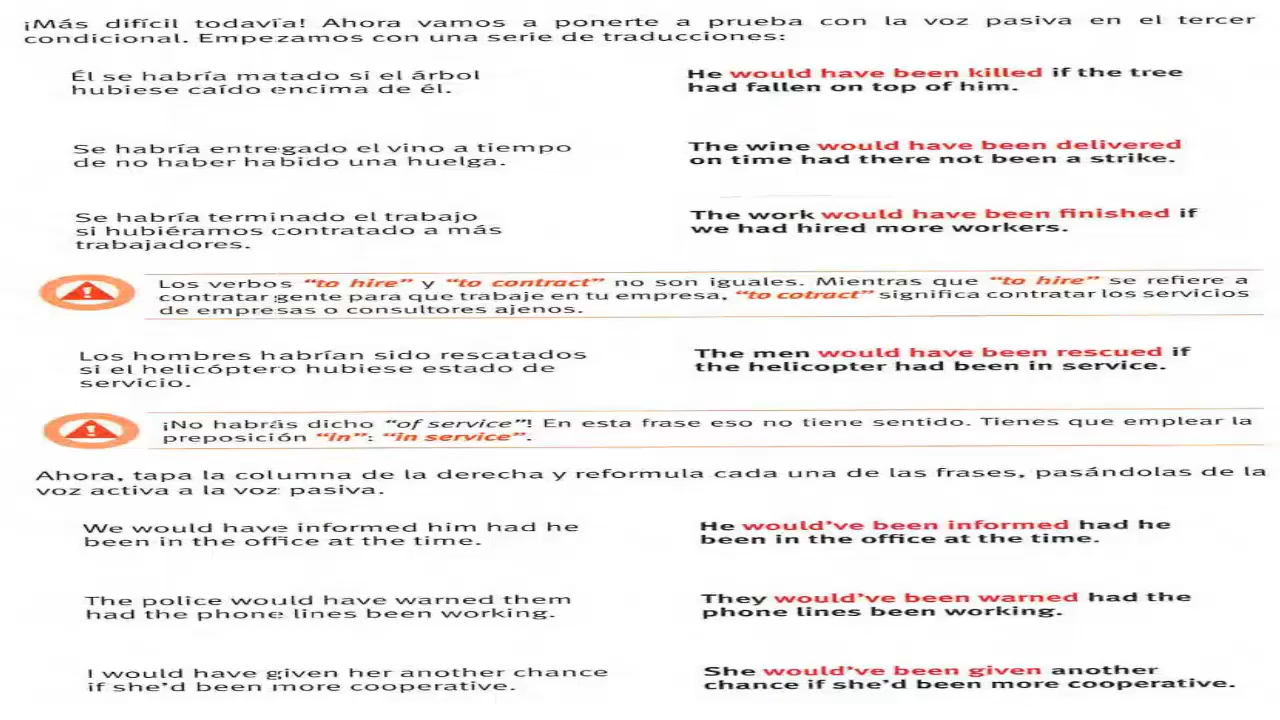 ¡Más difícil todavía! Ahora vamos a ponerte a prueba con la voz pasiva en el tercer
condicional. Empezamos con una serie de traducciones:
Él se habría matado si el árbol
hubiese caído encima de él.
He would have been killed if the tree
had fallen on top of him.
Se habría entregado el vino a tiempo
de no haber habido una huelga.
The wine would have been delivered
on time had there not been a strike.
Se habría terminado el trabajo
si hubiéramos contratado a más
trabajadores.
The work would have been finished if
we had hired more workers.
Los verbos "to hire" y "to contract" no son iguales. Mientras que "to hire" se refiere a
contratar gente para que trabaje en tu empresa, "to cotract" significa contratar los servicios
de empresas o consultores ajenos.
Los hombres habrían sido rescatados
si el helicóptero hubiese estado de
servicio.
The men would have been rescued if
the helicopter had been in service.
¡No habrás dicho "of service"! En esta frase eso no tiene sentido. Tienes que emplear la
preposición "in": "in service".
Ahora, tapa la columna de la derecha y reformula cada una de las frases, pasándolas de la
voz activa a la voz pasiva.
We would have informed him had he
been in the office at the time.
He would've been informed had he
been in the office at the time.
The police would have warned them
had the phone lines been working.
They would've been warned had the
phone lines been working.
I would have given her another chance
if she'd been more cooperative.
She would've been given another
chance if she'd been more cooperative.